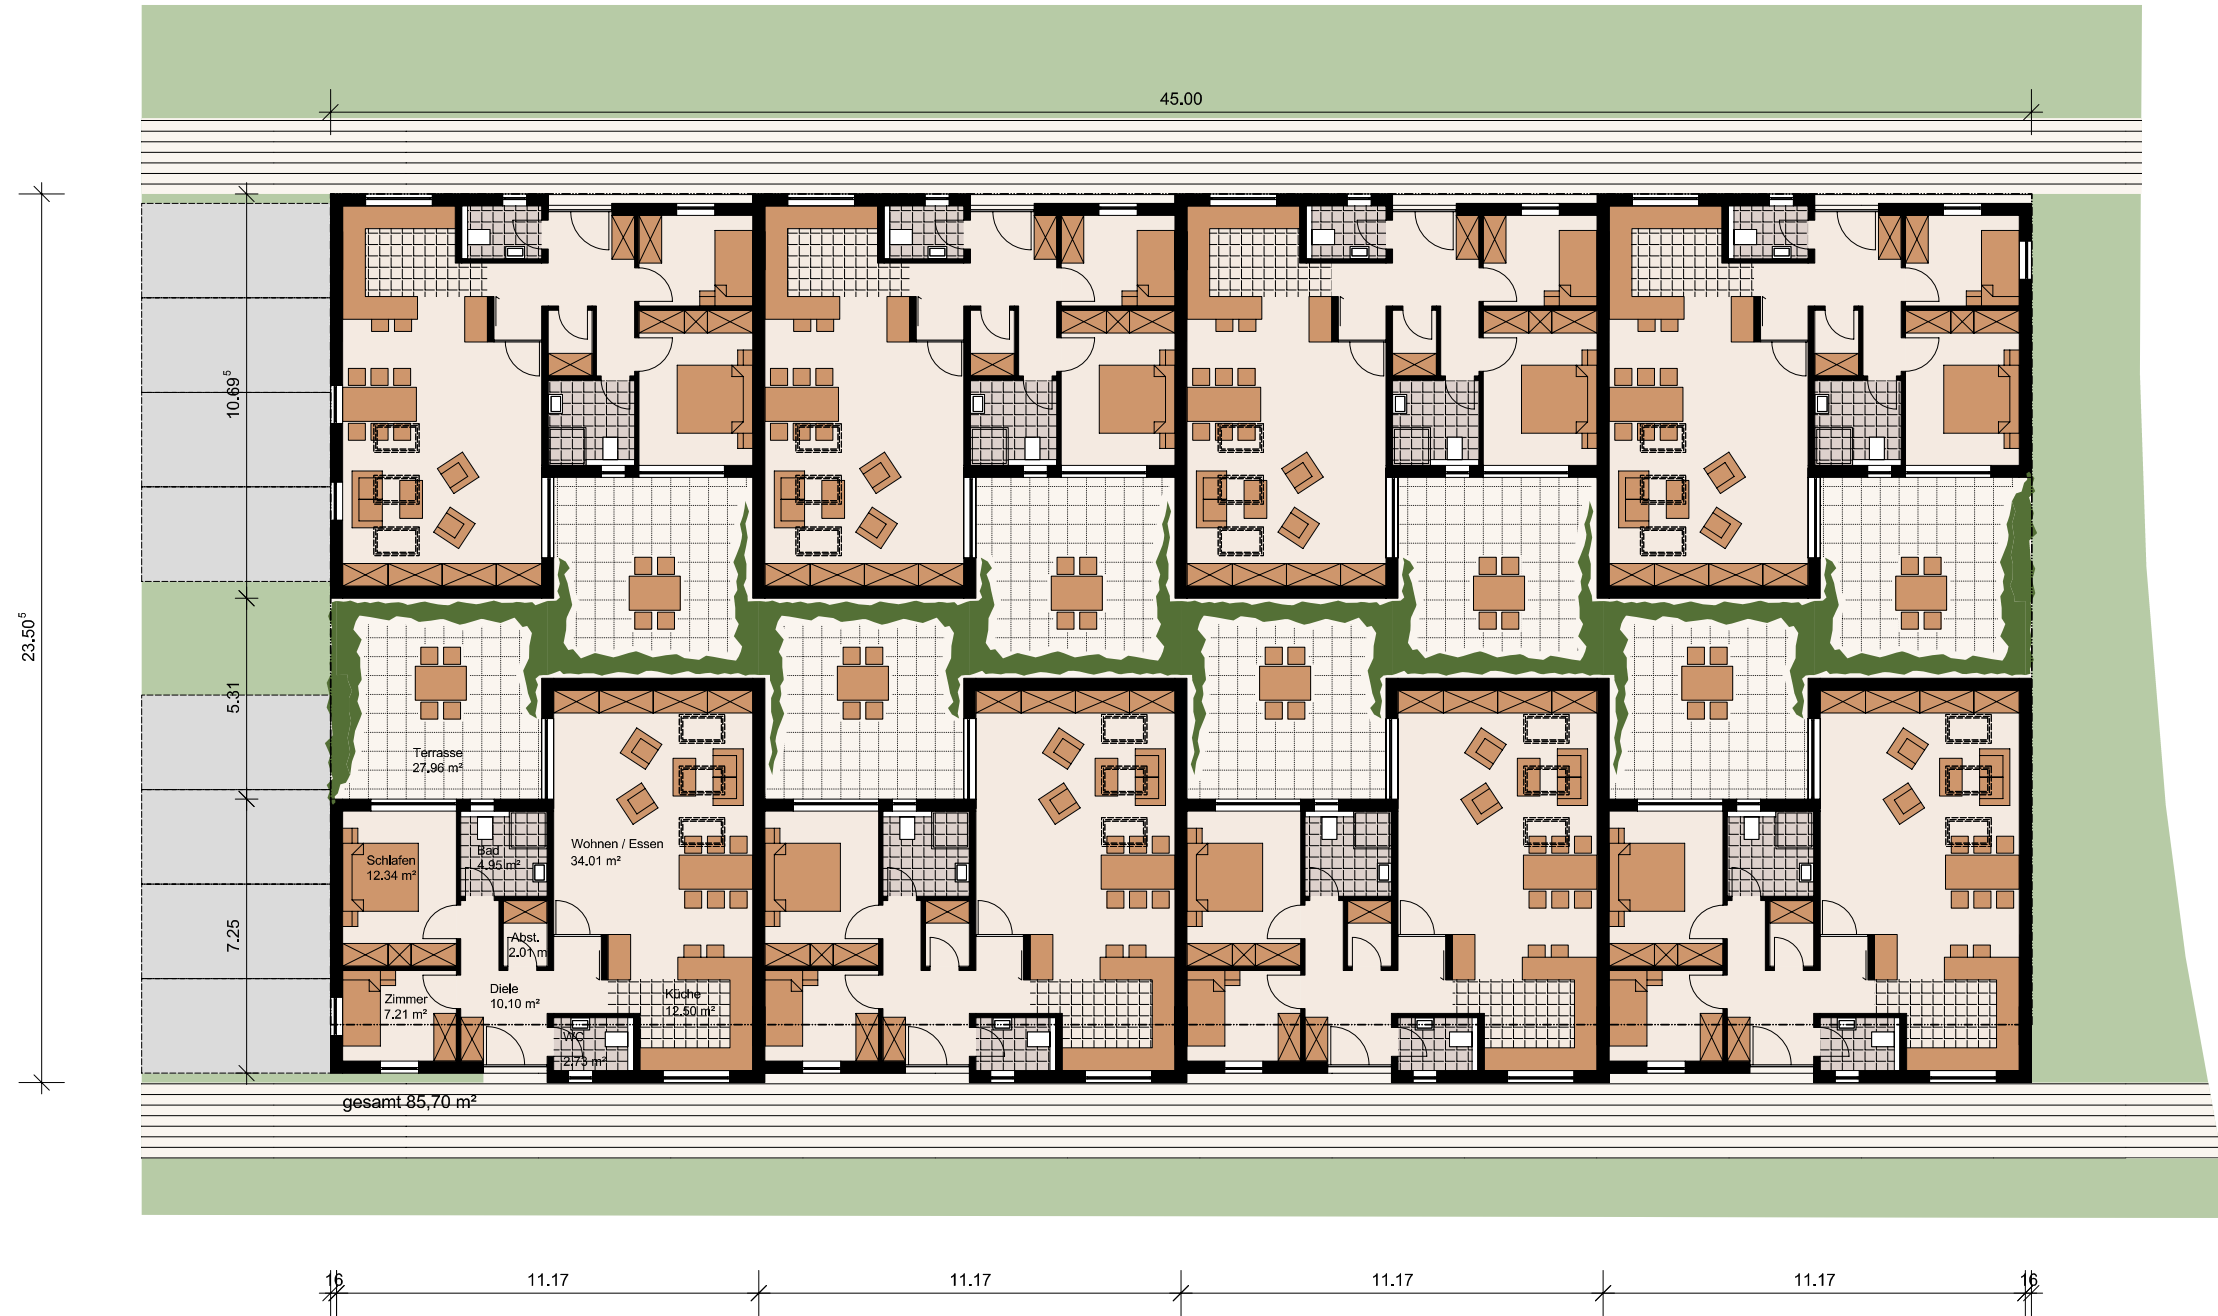 45.00
10.69⁵
23.50⁵
5.31
Terrasse
27.96 m²
Schlafen
12.34 m²
Bad
4.95 m²
Wohnen / Essen
34.01 m²
7.25
Abst.
2.01 m
Zimmer
7.21 m²
Diele
10.10 m²
Küche
12.50 m²
WC
2.73 m²
gesamt 85,70 m²
16
11.17
11.17
11.17
11.17
16